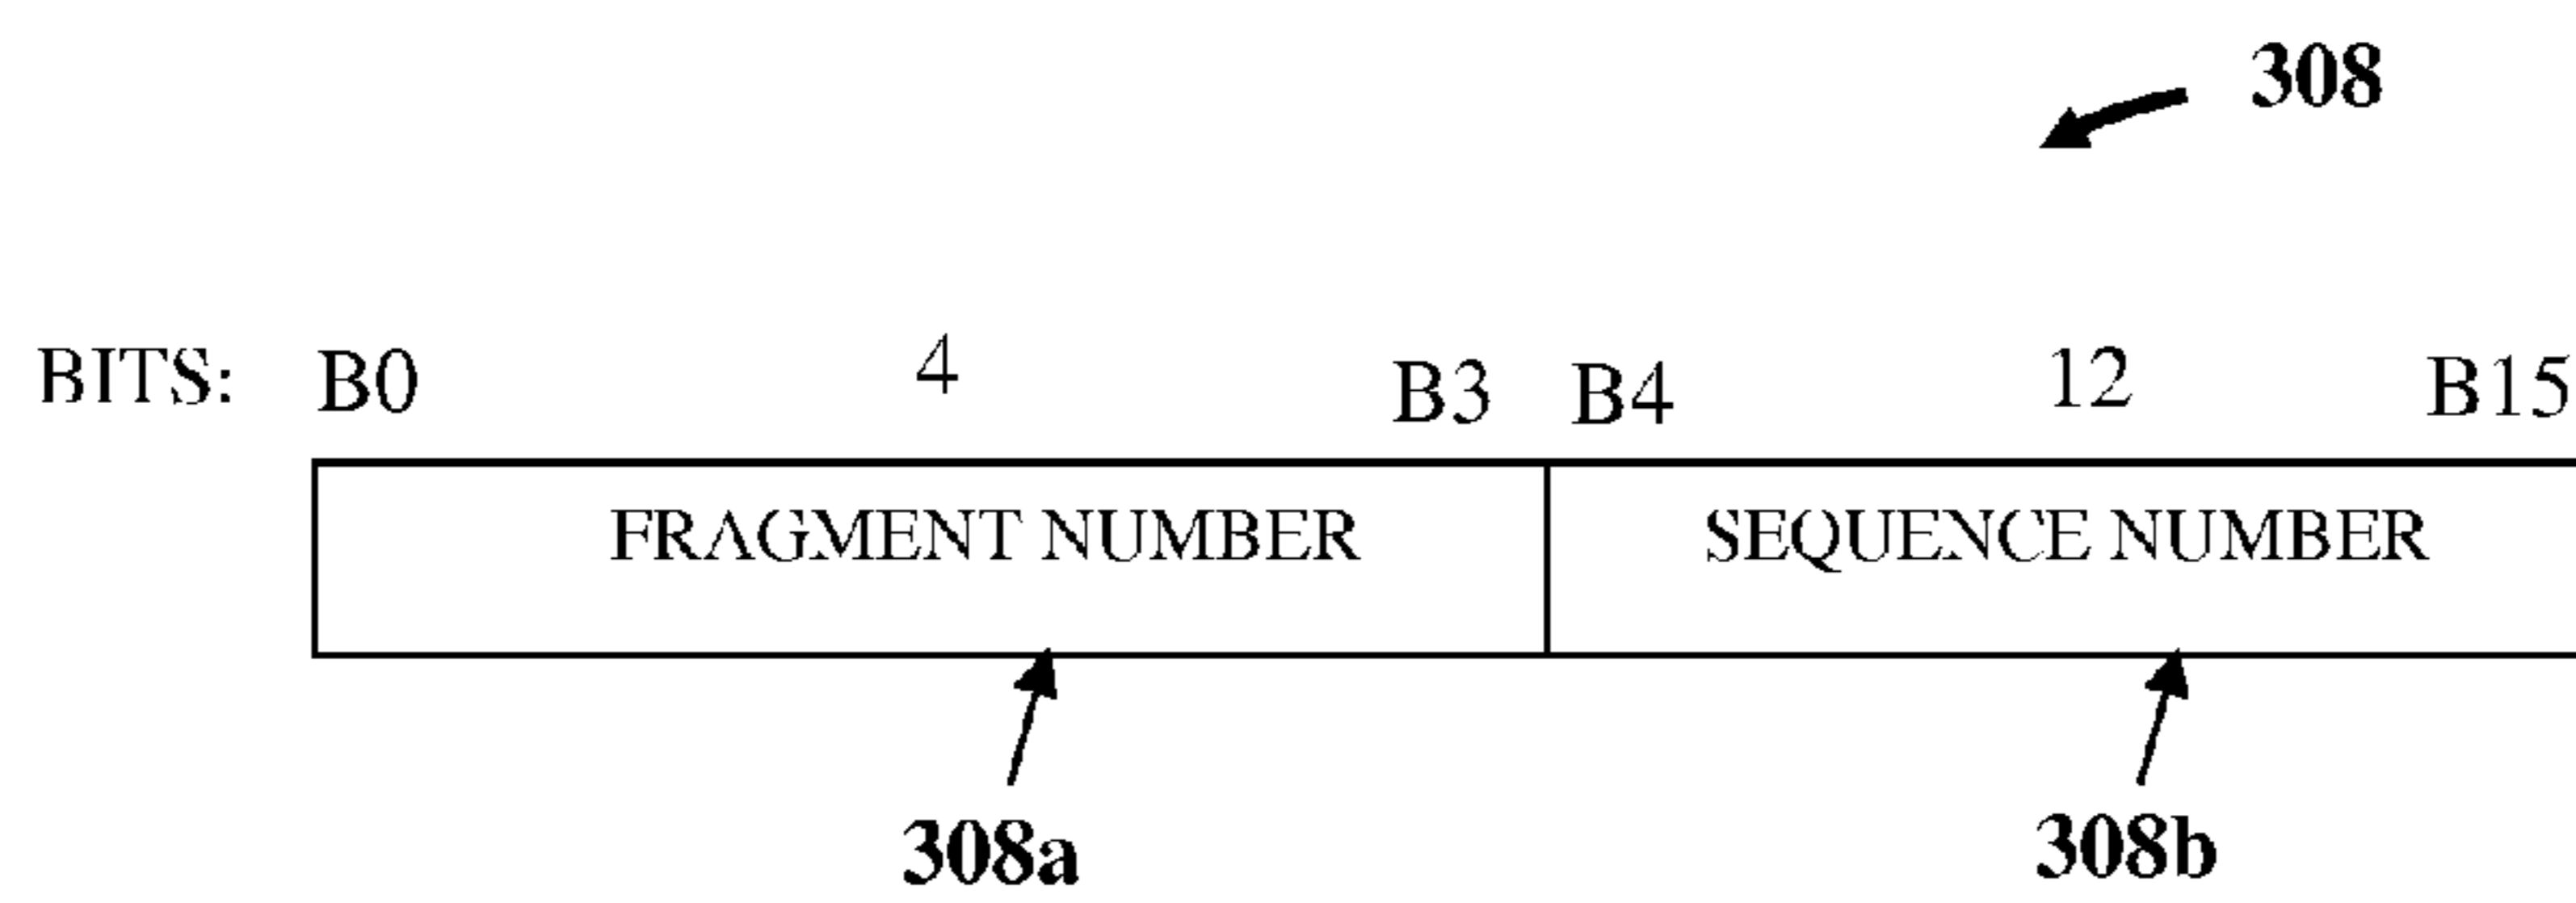 308
BITS: B0 4 B3 B4 12 B15
FRAGMENT NUMBER SEQUENCE NUMBER
308a 308b